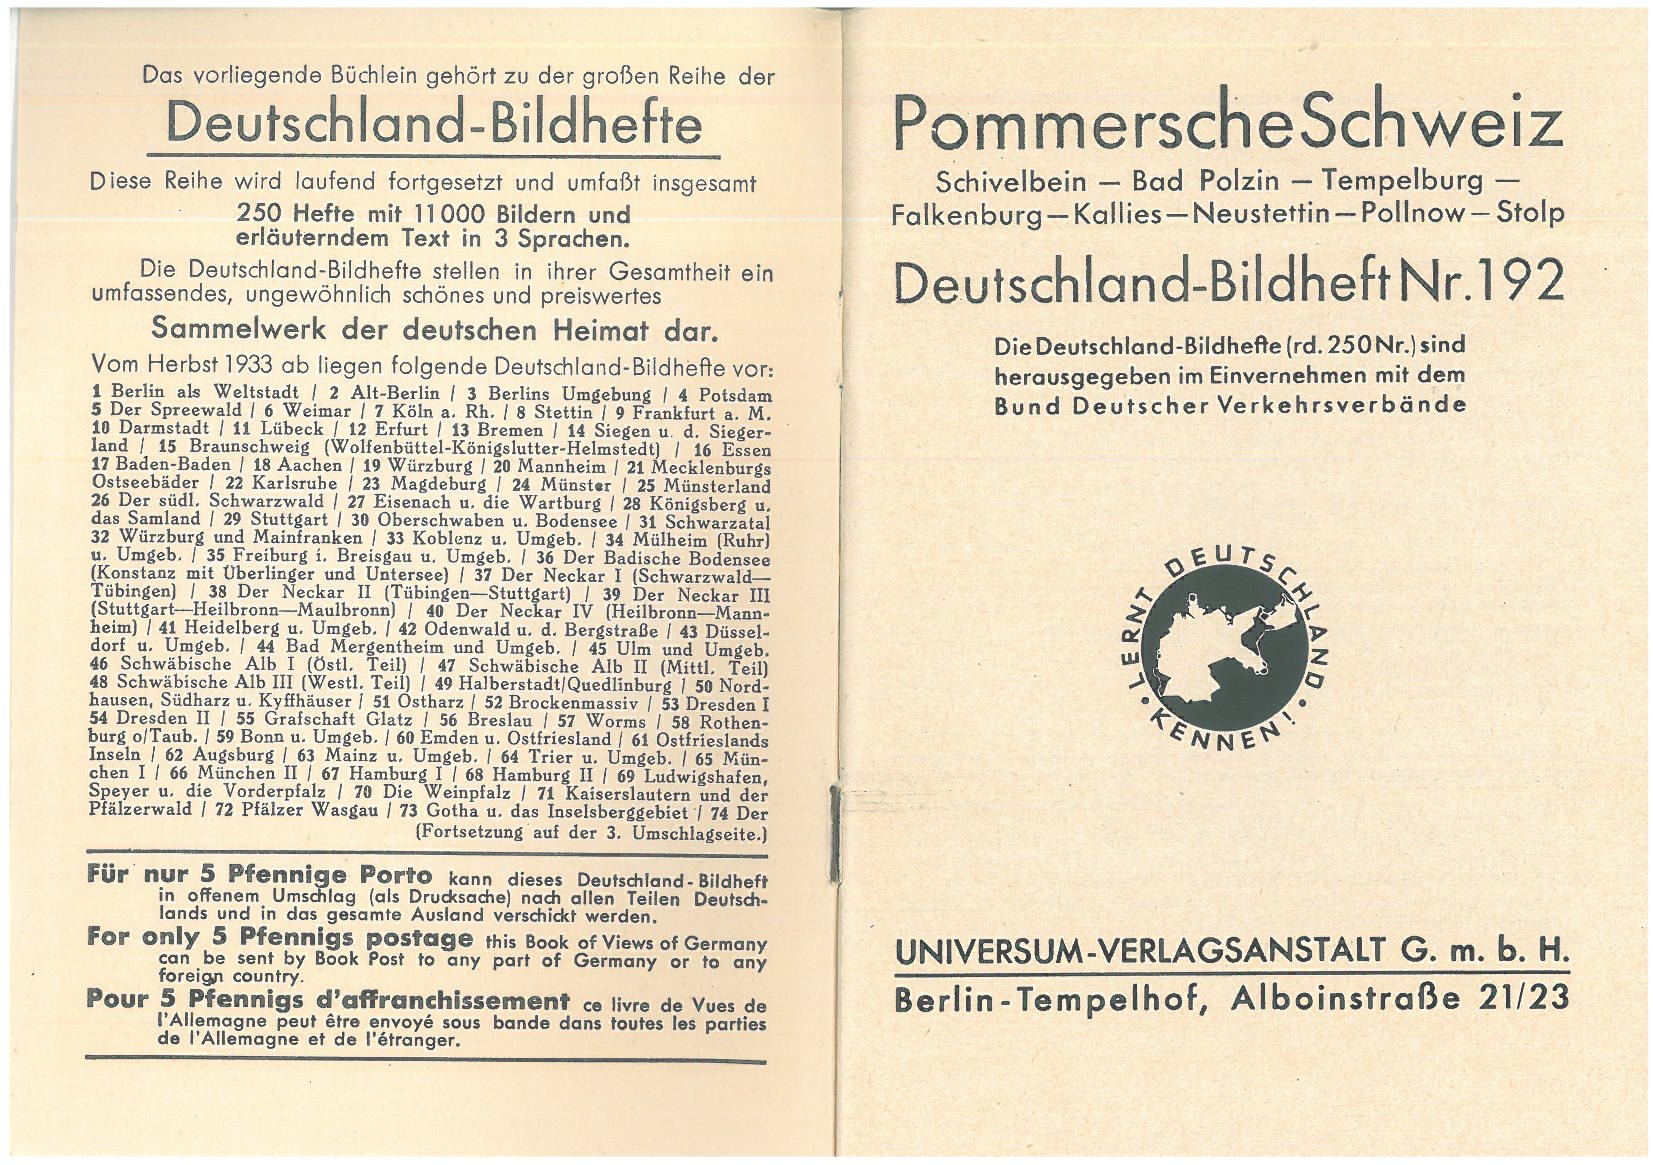 Das vorliegende Büchlein gehört zu der großen Reihe der
Deutschland-Bildhefte
Diese Reihe wird laufend fortgesetzt und umfaßt insgesamt
250 Hefte mit 11000 Bildern und
erläuterndem Text in 3 Sprachen.
Die Deutschland-Bildhefte stellen in ihrer Gesamtheit ein
umfassendes, ungewöhnlich schönes und preiswertes
Sammelwerk der deutschen Heimat dar.
Vom Herbst 1933 ab liegen folgende Deutschland-Bildhefte vor:
1 Berlin als Weltstadt / 2 Alt-Berlin / 3 Berlins Umgebung / 4 Potsdam
5 Der Spreewald / 6 Weimar / 7 Köln a. Rh. / 8 Stettin / 9 Frankfurt a. M.
10 Darmstadt / 11 Lübeck / 12 Erfurt / 13 Bremen / 14 Siegen u. d. Sieger-
land / 15 Braunschweig (Wolfenbüttel-Königslutter-Helmstedt) / 16 Essen
17 Baden-Baden / 18 Aachen / 19 Würzburg / 20 Mannheim / 21 Mecklenburgs
Ostseebäder / 22 Karlsruhe / 23 Magdeburg / 24 Münster / 25 Münsterland
26 Der südl. Schwarzwald / 27 Eisenach u. die Wartburg / 28 Königsberg u.
das Samland / 29 Stuttgart / 30 Oberschwaben u. Bodensee / 31 Schwarzatal
32 Würzburg und Mainfranken / 33 Koblenz u. Umgeb. / 34 Mülheim (Ruhr)
u. Umgeb. / 35 Freiburg i. Breisgau u. Umgeb. / 36 Der Badische Bodensee
(Konstanz mit Überlinger und Untersee) / 37 Der Neckar I (Schwarzwald—
Tübingen) / 38 Der Neckar II (Tübingen—Stuttgart) / 39 Der Neckar III
(Stuttgart—Heilbronn—Maulbronn) / 40 Der Neckar IV (Heilbronn—Mann-
heim) / 41 Heidelberg u. Umgeb. / 42 Odenwald u. d. Bergstraße / 43 Düssel-
dorf u. Umgeb. / 44 Bad Mergentheim und Umgeb. / 45 Ulm und Umgeb.
46 Schwäbische Alb I (Östl. Teil) / 47 Schwäbische Alb II (Mittl. Teil)
48 Schwäbische Alb III (Westl. Teil) / 49 Halberstadt/Quedlinburg / 50 Nord-
hausen, Südharz u. Kyffhäuser / 51 Ostharz / 52 Brockenmassiv / 53 Dresden I
54 Dresden II / 55 Grafschaft Glatz / 56 Breslau / 57 Worms / 58 Rothen-
burg o/Taub. / 59 Bonn u. Umgeb. / 60 Emden u. Ostfriesland / 61 Ostfrieslands
Inseln / 62 Augsburg / 63 Mainz u. Umgeb. / 64 Trier u. Umgeb. / 65 Mün-
chen I / 66 München II / 67 Hamburg I / 68 Hamburg II / 69 Ludwigshafen,
Speyer u. die Vorderpfalz / 70 Die Weinpfalz / 71 Kaiserslautern und der
Pfälzerwald / 72 Pfälzer Wasgau / 73 Gotha u. das Inselsberggebiet / 74 Der
(Fortsetzung auf der 3. Umschlagseite.)
Für nur 5 Pfennige Porto kann dieses Deutschland-Bildheft
in offenem Umschlag (als Drucksache) nach allen Teilen Deutsch-
lands und in das gesamte Ausland verschickt werden.
For only 5 Pfennigs postage this Book of Views of Germany
can be sent by Book Post to any part of Germany or to any
foreign country.
Pour 5 Pfennigs d'affranchissement ce livre de Vues de
l'Allemagne peut être envoyé sous bande dans toutes les parties
de l'Allemagne et de l'étranger.
Pommersche Schweiz
Schivelbein — Bad Polzin — Tempelburg —
Falkenburg — Kallies — Neustettin — Pollnow — Stolp
Deutschland-Bildheft Nr. 192
Die Deutschland-Bildhefte (rd. 250 Nr.) sind
herausgegeben im Einvernehmen mit dem
Bund Deutscher Verkehrsverbände
LERNT DEUTSCHLAND
KENNEN!
UNIVERSUM-VERLAGSANSTALT G. m. b. H.
Berlin-Tempelhof, Alboinstraße 21/23